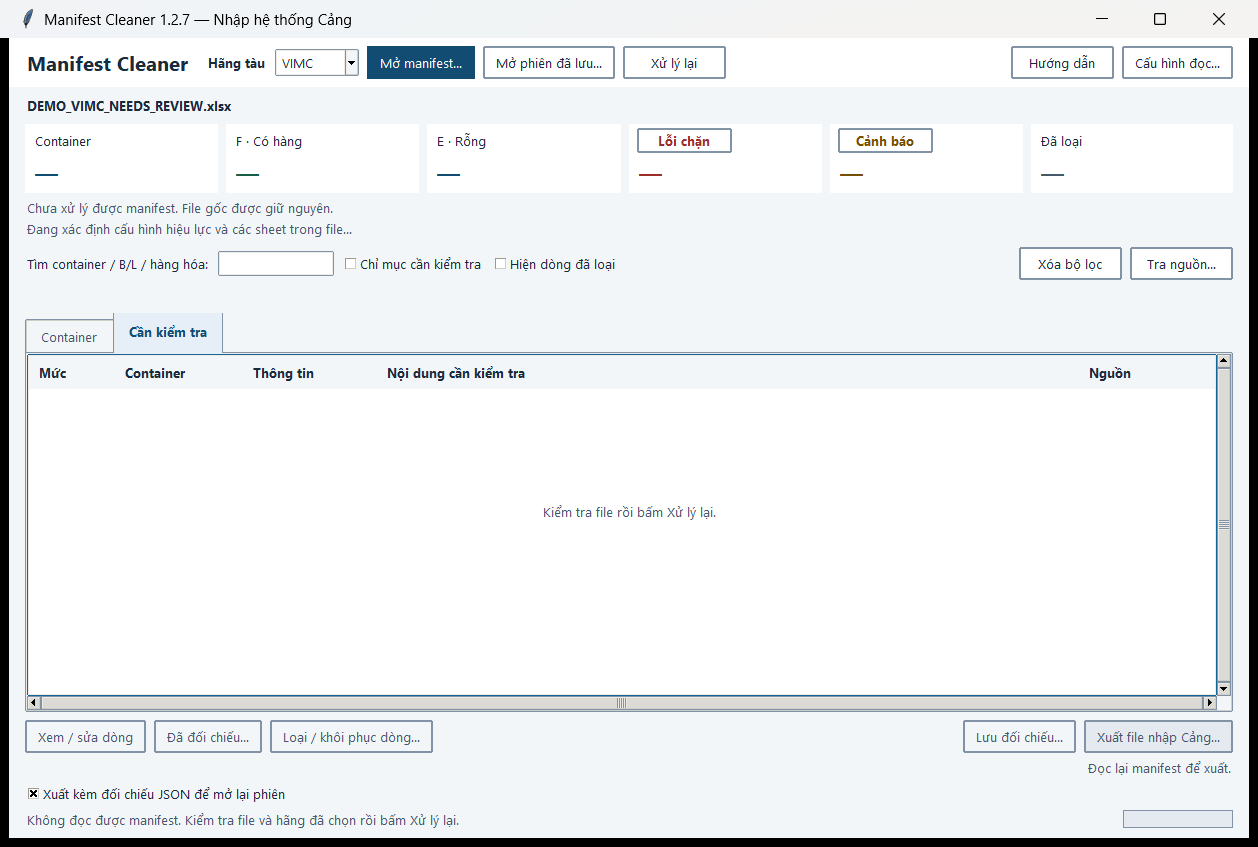 Manifest Cleaner 1.2.7 — Nhập hệ thống Cảng
Manifest Cleaner Hãng tàu VIMC Mở manifest... Mở phiên đã lưu... Xử lý lại Hướng dẫn Cấu hình đọc...
DEMO_VIMC_NEEDS_REVIEW.xlsx
Container F · Có hàng E · Rỗng Lỗi chặn Cảnh báo Đã loại
— — — — — —
Chưa xử lý được manifest. File gốc được giữ nguyên.
Đang xác định cấu hình hiệu lực và các sheet trong file...
Tìm container / B/L / hàng hóa: Chỉ mục cần kiểm tra Hiện dòng đã loại Xóa bộ lọc Tra nguồn...
Container Cần kiểm tra
Mức Container Thông tin Nội dung cần kiểm tra Nguồn
Kiểm tra file rồi bấm Xử lý lại.
Xem / sửa dòng Đã đối chiếu... Loại / khôi phục dòng... Lưu đối chiếu... Xuất file nhập Cảng...
Đọc lại manifest để xuất.
Xuất kèm đối chiếu JSON để mở lại phiên
Không đọc được manifest. Kiểm tra file và hãng đã chọn rồi bấm Xử lý lại.